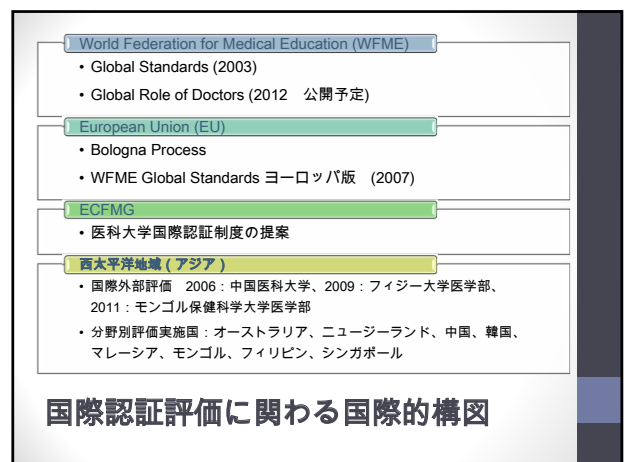 World Federation for Medical Education (WFME)
• Global Standards (2003)
• Global Role of Doctors (2012　公開予定)
European Union (EU)
• Bologna Process
• WFME Global Standards ヨーロッパ版　(2007)
ECFMG
• 医科大学国際認証制度の提案
西太平洋地域（アジア）
• 国際外部評価　2006：中国医科大学、2009：フィジー大学医学部、
2011：モンゴル保健科学大学医学部
• 分野別評価実施国：オーストラリア、ニュージーランド、中国、韓国、
マレーシア、モンゴル、フィリピン、シンガポール
国際認証評価に関わる国際的構図